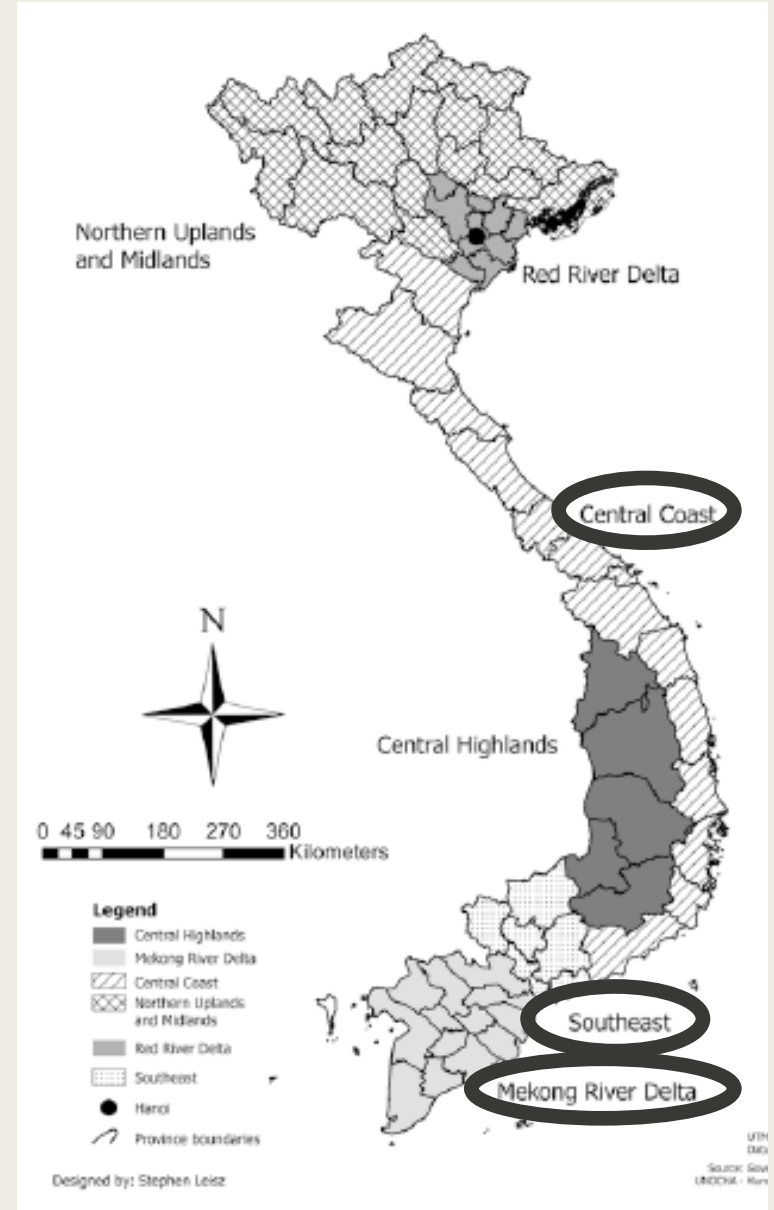 Northern Uplands
and Midlands
Red River Delta
Central Coast
N
Central Highlands
0 45 90 180 270 360
Kilometers
Legend
Central Highlands
Mekong River Delta
Central Coast
Northern Uplands
and Midlands
Red River Delta
Southeast
Hanoi
Province boundaries
Southeast
Mekong River Delta
Designed by: Stephen Leisz